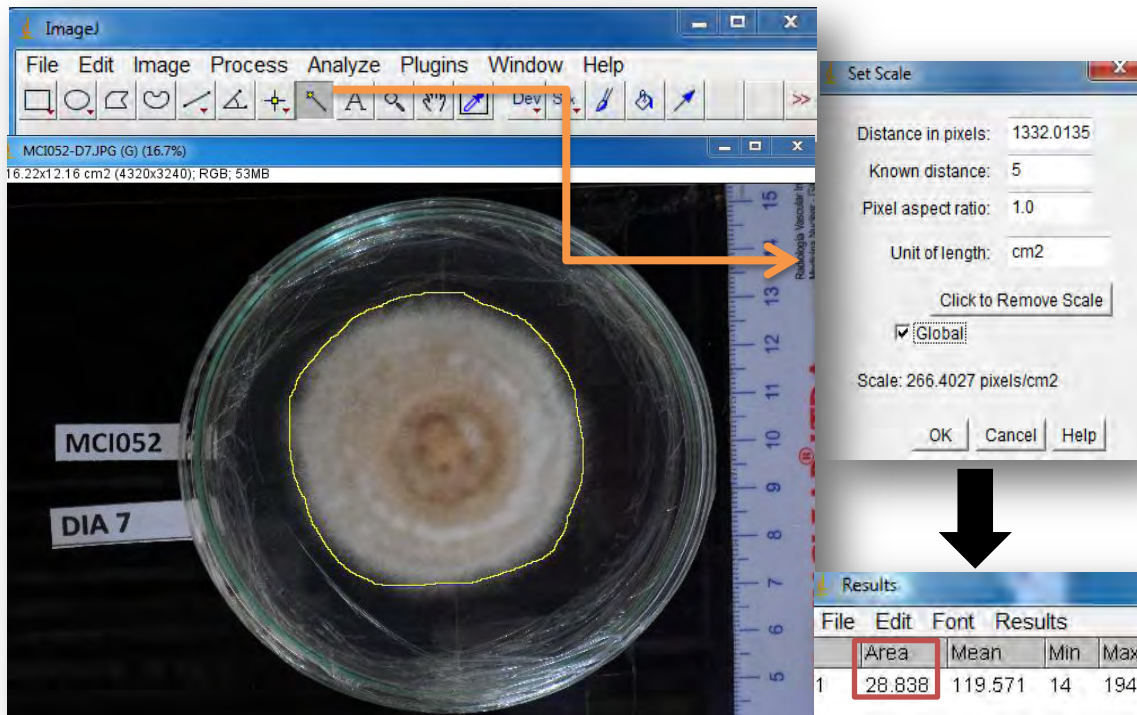 ImageJ
File Edit Image Process Analyze Plugins Window Help
A Dev Stk >>
MCI052-D7.JPG (G) (16.7%)
16.22x12.16 cm2 (4320x3240); RGB; 53MB
MCI052
DIA 7
15
14
13
12
11
10
9
8
7
6
5
Radiología Vascular
Set Scale
Distance in pixels: 1332.0135
Known distance: 5
Pixel aspect ratio: 1.0
Unit of length: cm2
Click to Remove Scale
Global
Scale: 266.4027 pixels/cm2
OK Cancel Help
Results
File Edit Font Results
Area Mean Min Max
1 28.838 119.571 14 194